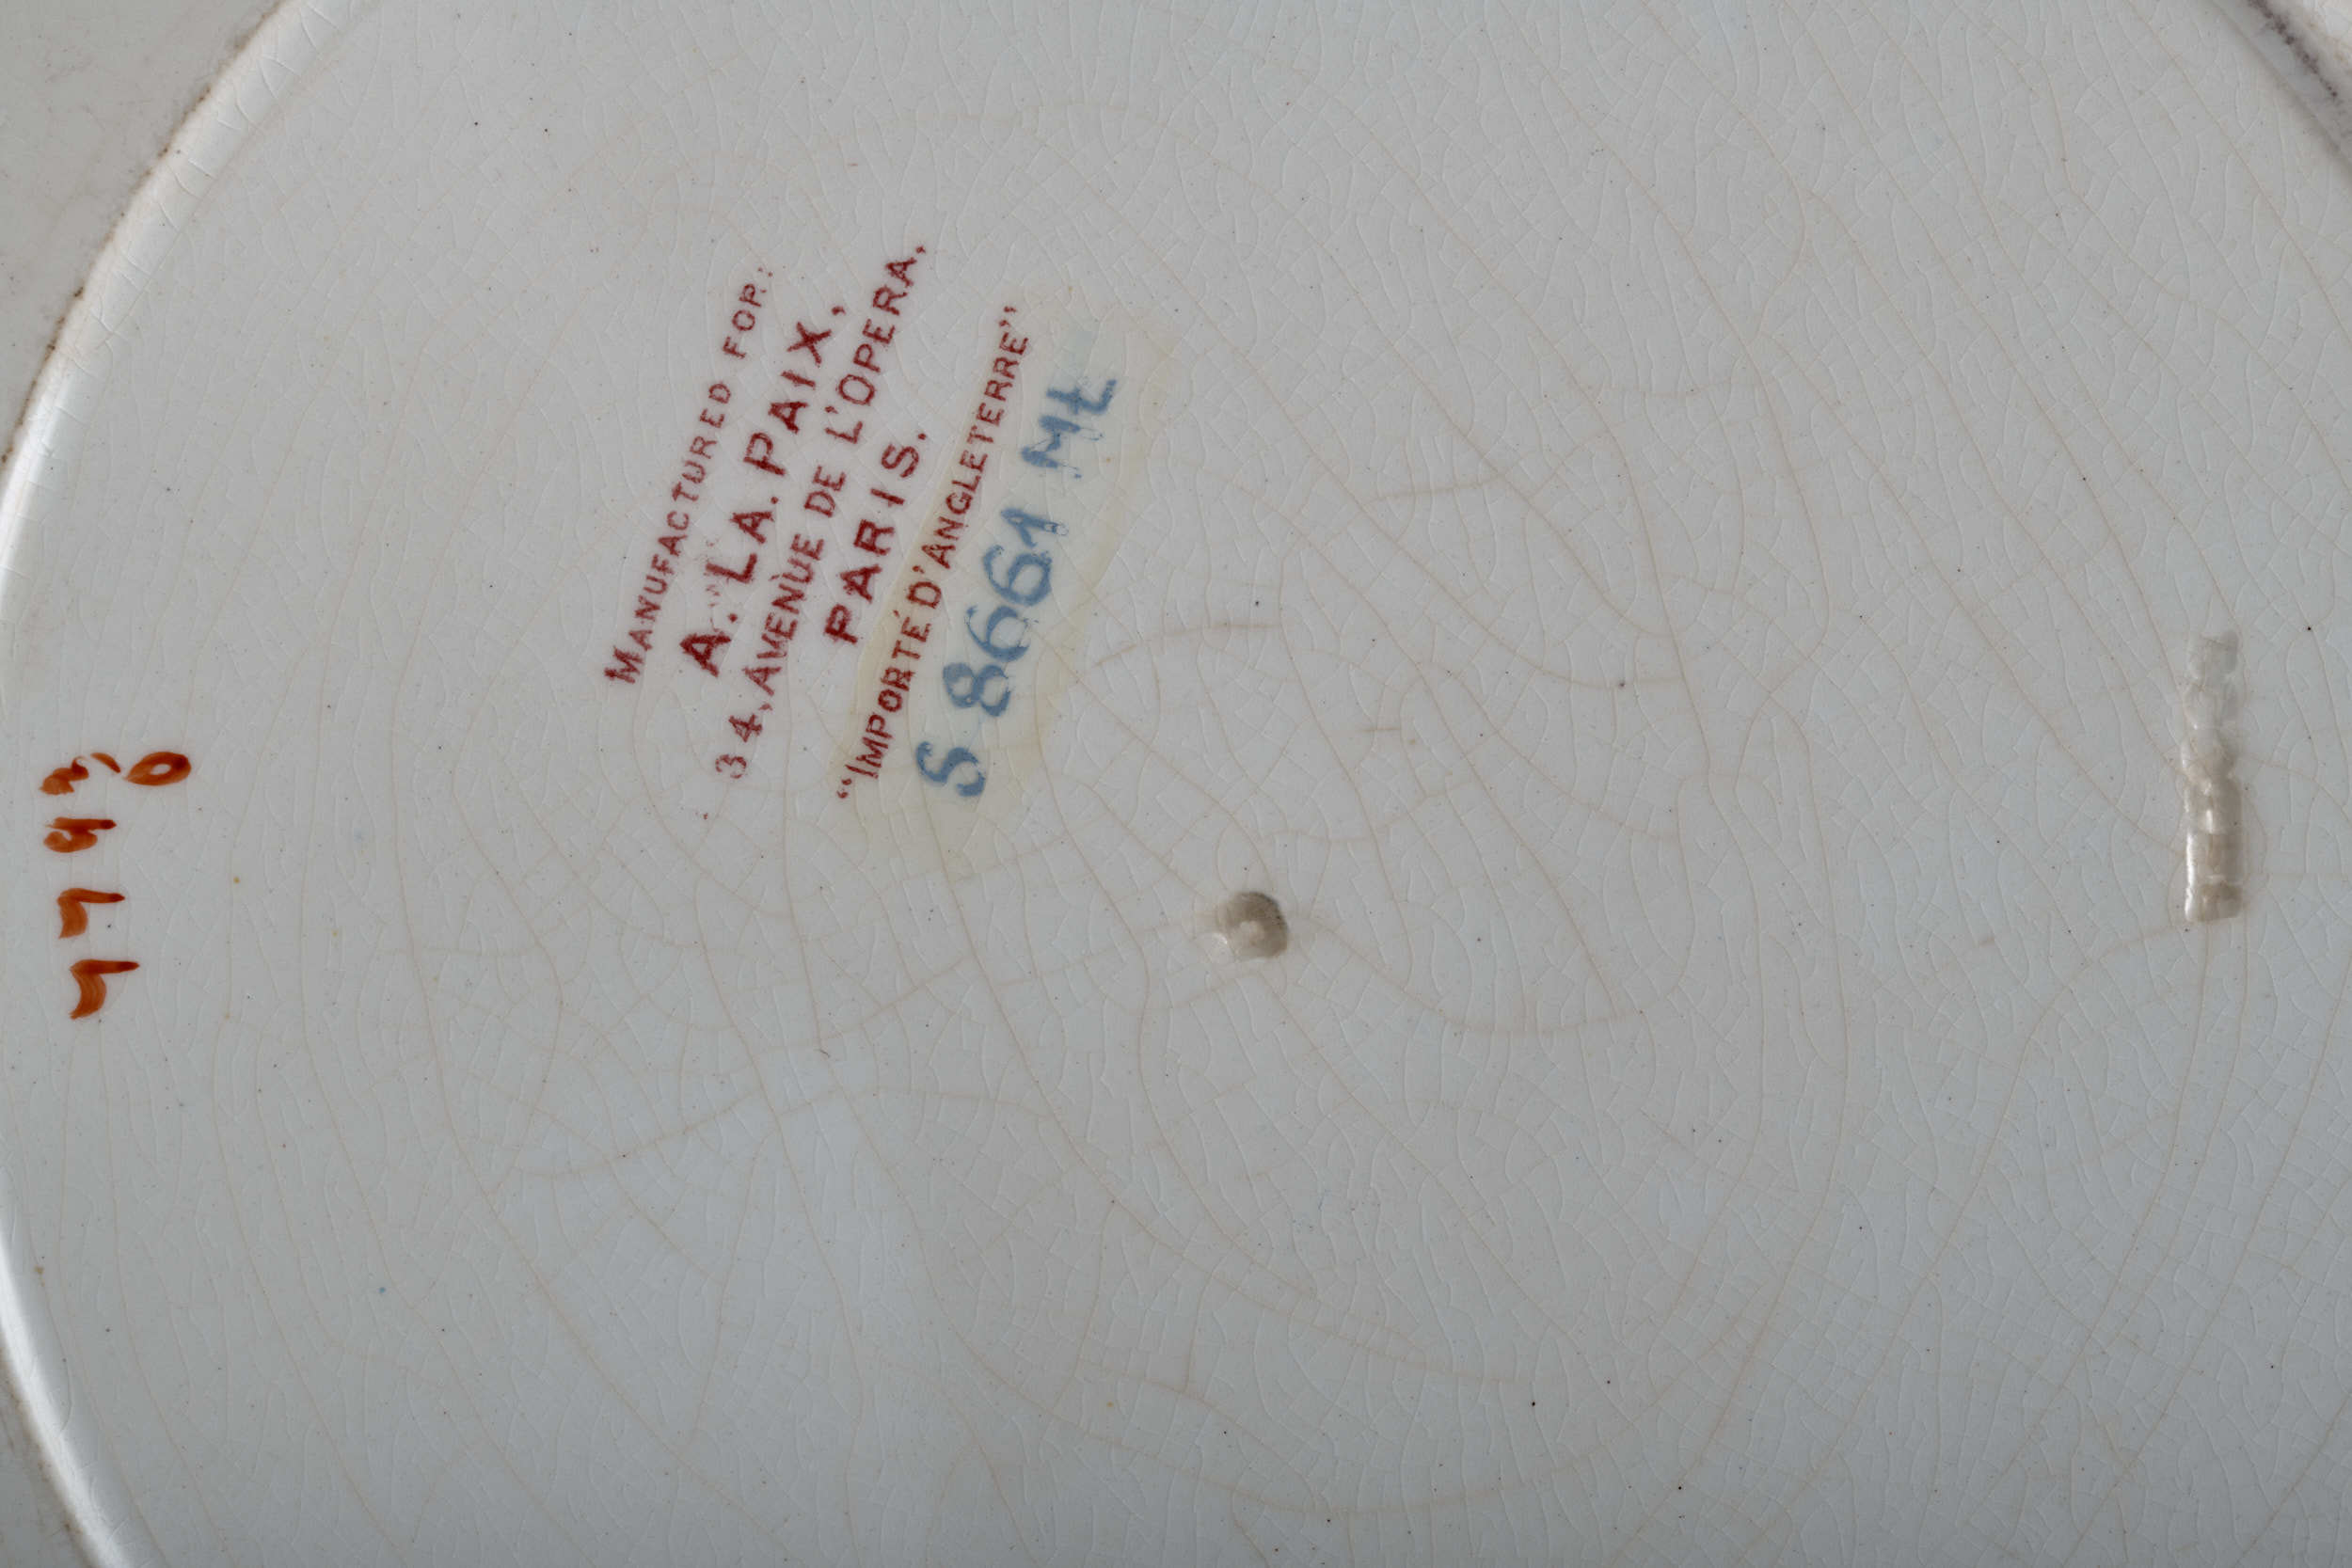 MANUFACTURED FOR:
A. LA. PAIX,
34, AVENUE DE L'OPERA,
PARIS.
"IMPORTÉ D'ANGLETERRE"
S 8661 Mt